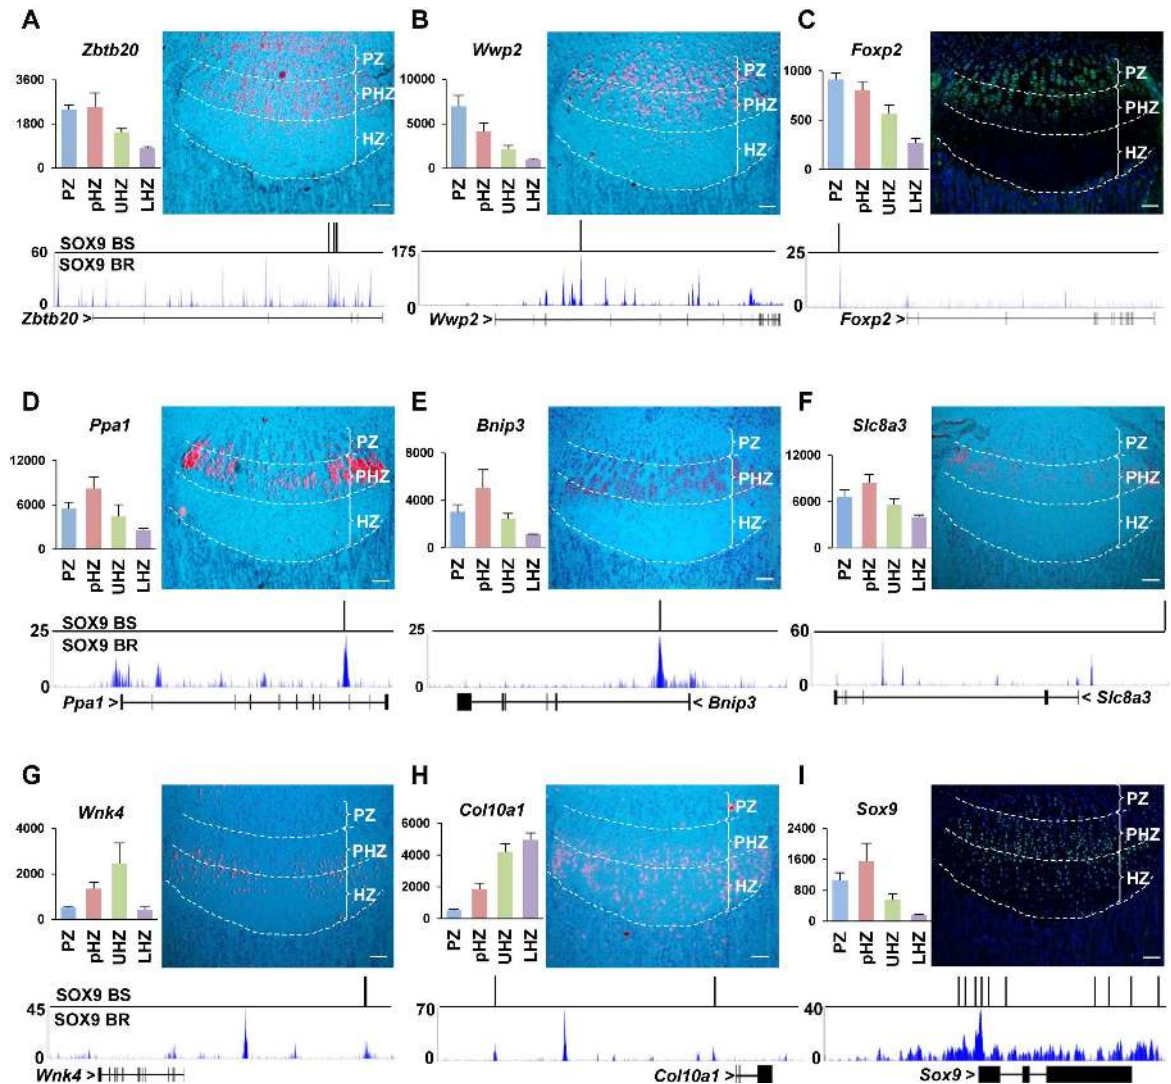 A
Zbtb20
3600
1800
0
PZ
pHZ
UHZ
LHZ
PZ
PHZ
HZ
SOX9 BS
60
SOX9 BR
0
Zbtb20 >
B
Wwp2
10000
5000
0
PZ
pHZ
UHZ
LHZ
PZ
PHZ
HZ
175
0
Wwp2 >
C
Foxp2
1000
500
0
PZ
pHZ
UHZ
LHZ
PZ
PHZ
HZ
25
0
Foxp2 >
D
Ppa1
12000
6000
0
PZ
pHZ
UHZ
LHZ
PZ
PHZ
HZ
SOX9 BS
25
SOX9 BR
0
Ppa1 >
E
Bnip3
8000
4000
0
PZ
pHZ
UHZ
LHZ
PZ
PHZ
HZ
25
0
< Bnip3
F
Slc8a3
12000
6000
0
PZ
pHZ
UHZ
LHZ
PZ
PHZ
HZ
60
0
< Slc8a3
G
Wnk4
4000
2000
0
PZ
pHZ
UHZ
LHZ
PZ
PHZ
HZ
SOX9 BS
45
SOX9 BR
0
Wnk4 >
H
Col10a1
6000
4000
2000
0
PZ
pHZ
UHZ
LHZ
PZ
PHZ
HZ
70
0
Col10a1 >
I
Sox9
2400
1600
800
0
PZ
pHZ
UHZ
LHZ
PZ
PHZ
HZ
40
0
Sox9 >